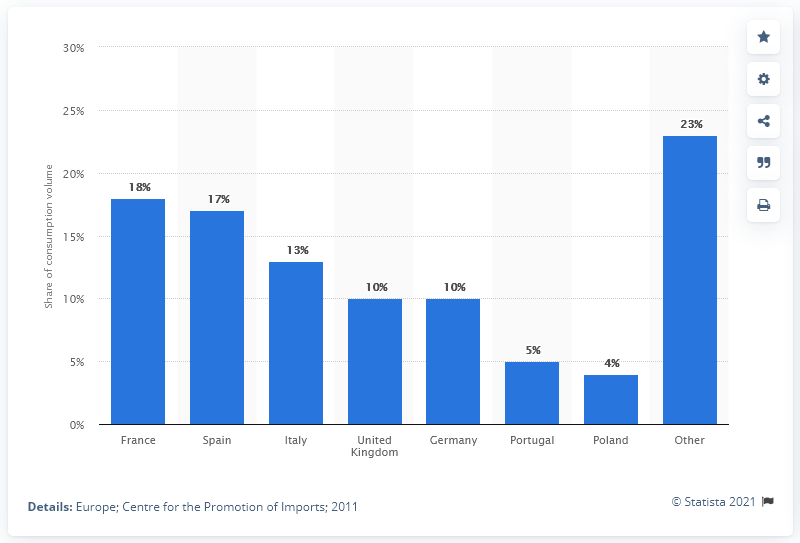 30%
25%
20%
15%
10%
5%
0%
Share of consumption volume
18%
17%
13%
10%
10%
5%
4%
23%
France
Spain
Italy
United
Kingdom
Germany
Portugal
Poland
Other
Details: Europe; Centre for the Promotion of Imports; 2011
© Statista 2021